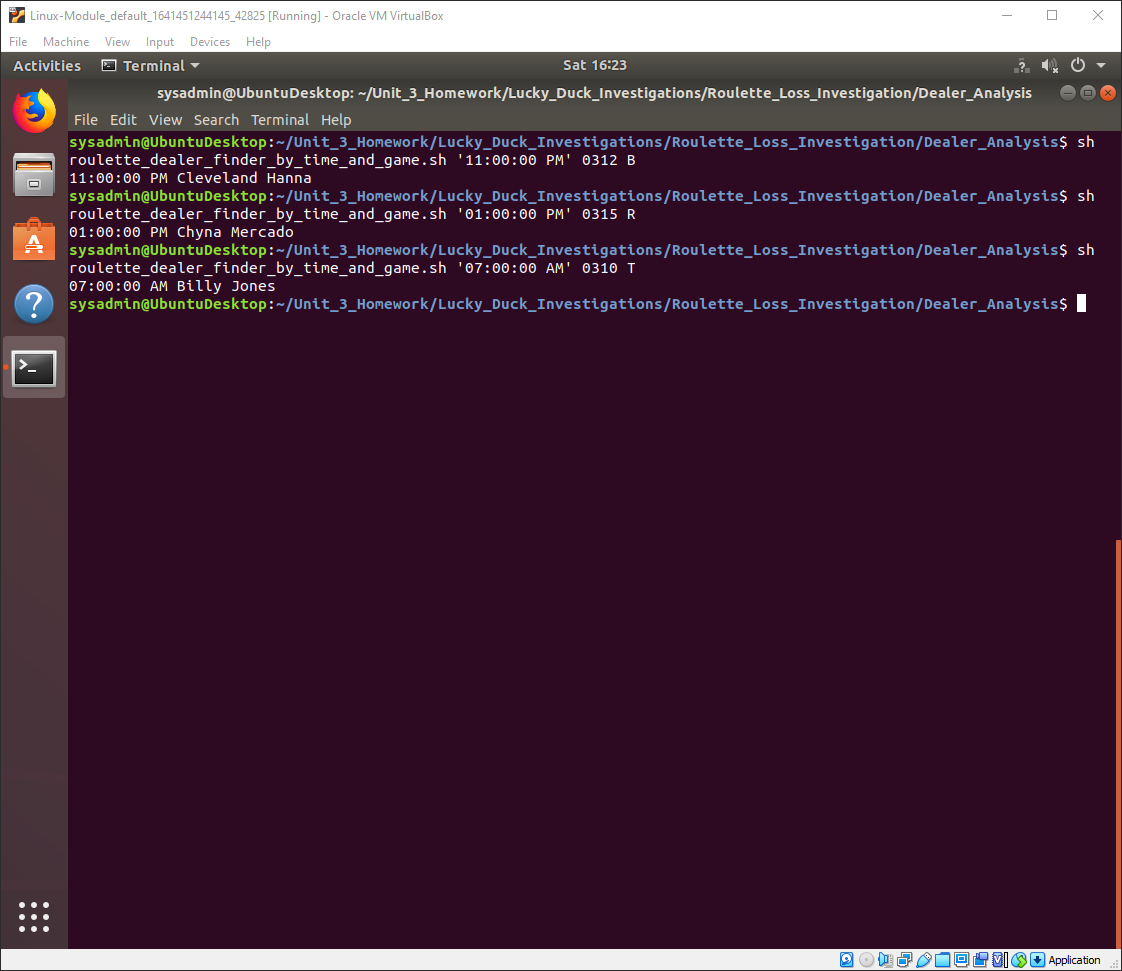 Linux-Module_default_1641451244145_42825 [Running] - Oracle VM VirtualBox
File Machine View Input Devices Help
Activities Terminal Sat 16:23
sysadmin@UbuntuDesktop: ~/Unit_3_Homework/Lucky_Duck_Investigations/Roulette_Loss_Investigation/Dealer_Analysis
File Edit View Search Terminal Help
sysadmin@UbuntuDesktop:~/Unit_3_Homework/Lucky_Duck_Investigations/Roulette_Loss_Investigation/Dealer_Analysis$ sh
roulette_dealer_finder_by_time_and_game.sh '11:00:00 PM' 0312 B
11:00:00 PM Cleveland Hanna
sysadmin@UbuntuDesktop:~/Unit_3_Homework/Lucky_Duck_Investigations/Roulette_Loss_Investigation/Dealer_Analysis$ sh
roulette_dealer_finder_by_time_and_game.sh '01:00:00 PM' 0315 R
01:00:00 PM Chyna Mercado
sysadmin@UbuntuDesktop:~/Unit_3_Homework/Lucky_Duck_Investigations/Roulette_Loss_Investigation/Dealer_Analysis$ sh
roulette_dealer_finder_by_time_and_game.sh '07:00:00 AM' 0310 T
07:00:00 AM Billy Jones
sysadmin@UbuntuDesktop:~/Unit_3_Homework/Lucky_Duck_Investigations/Roulette_Loss_Investigation/Dealer_Analysis$
Application